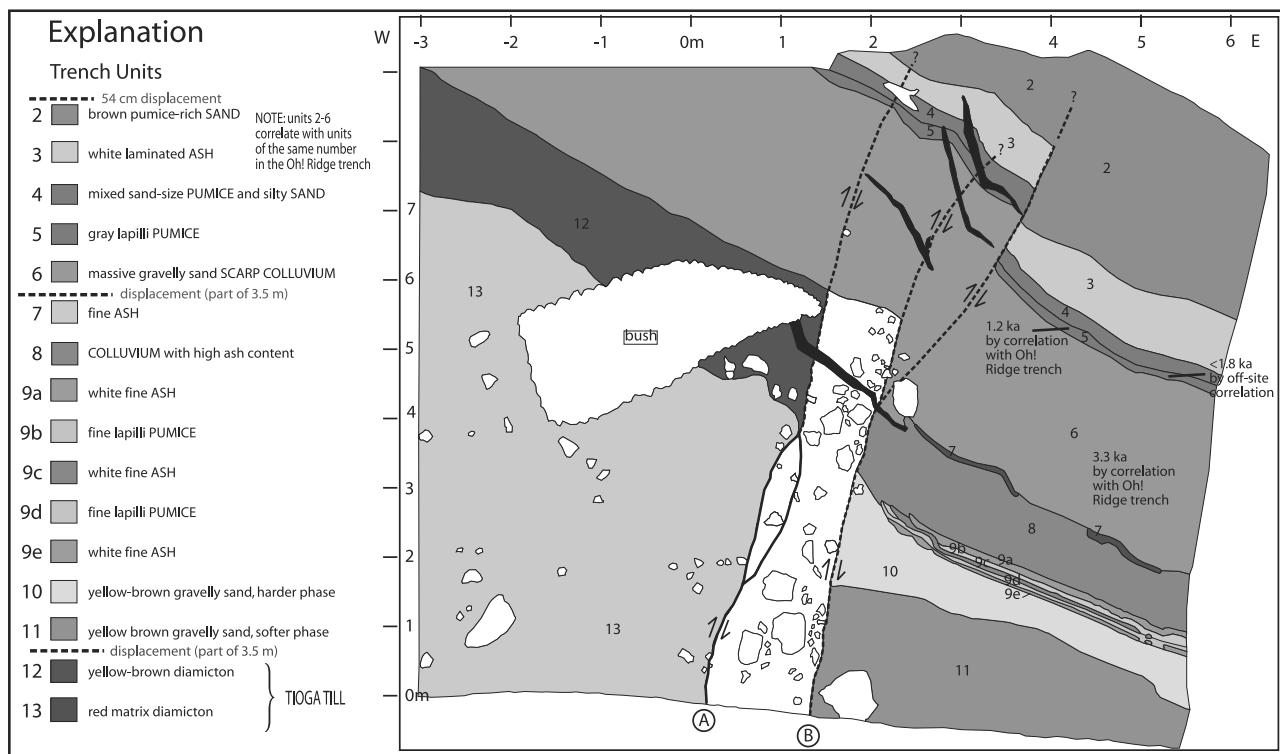 Explanation
Trench Units
54 cm displacement
2 brown pumice-rich SAND
NOTE: units 2-6
correlate with units
of the same number
in the Oh! Ridge trench
3 white laminated ASH
4 mixed sand-size PUMICE and silty SAND
5 gray lapilli PUMICE
6 massive gravelly sand SCARP COLLUVIUM
displacement (part of 3.5 m)
7 fine ASH
8 COLLUVIUM with high ash content
9a white fine ASH
9b fine lapilli PUMICE
9c white fine ASH
9d fine lapilli PUMICE
9e white fine ASH
10 yellow-brown gravelly sand, harder phase
11 yellow brown gravelly sand, softer phase
displacement (part of 3.5 m)
12 yellow-brown diamicton
13 red matrix diamicton
TIOGA TILL
W -3 -2 -1 0m 1 2 3 4 5 6 E
7
6
5
4
3
2
1
0m
?
2
?
4
3
5
?
2
12
13
3
4
5
bush
1.2 ka
by correlation
with Oh!
Ridge trench
<1.8 ka
by off-site
correlation
6
7
3.3 ka
by correlation
with Oh!
Ridge trench
8
7
9b
9a
9c
9d
9e
10
13
11
A
B